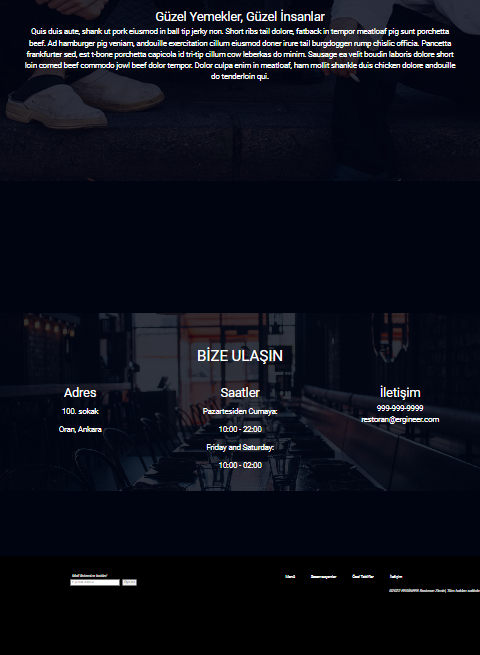 Güzel Yemekler, Güzel İnsanlar
Quis duis aute, shank ut pork eiusmod in ball tip jerky non. Short ribs tail dolore, fatback in tempor meatloaf pig sunt porchetta
beef. Ad hamburger pig veniam, andouille exercitation cillum eiusmod doner irure tail burgdoggen rump chislic officia. Pancetta
frankfurter sed, est t-bone porchetta capicola id tri-tip cillum cow leberkas do minim. Sausage ea velit boudin laboris dolore short
loin corned beef commodo jowl beef dolor tempor. Dolor culpa enim in meatloaf, ham mollit shankle duis chicken dolore andouille
do tenderloin qui.
BİZE ULAŞIN
Adres
100. sokak
Oran, Ankara
Saatler
Pazartesiden Cumaya:
10:00 - 22:00
Friday and Saturday:
10:00 - 02:00
İletişim
999-999-9999
restoran@ergineer.com
Menü
Rezervasyonlar
Özel Teklifler
İletişim